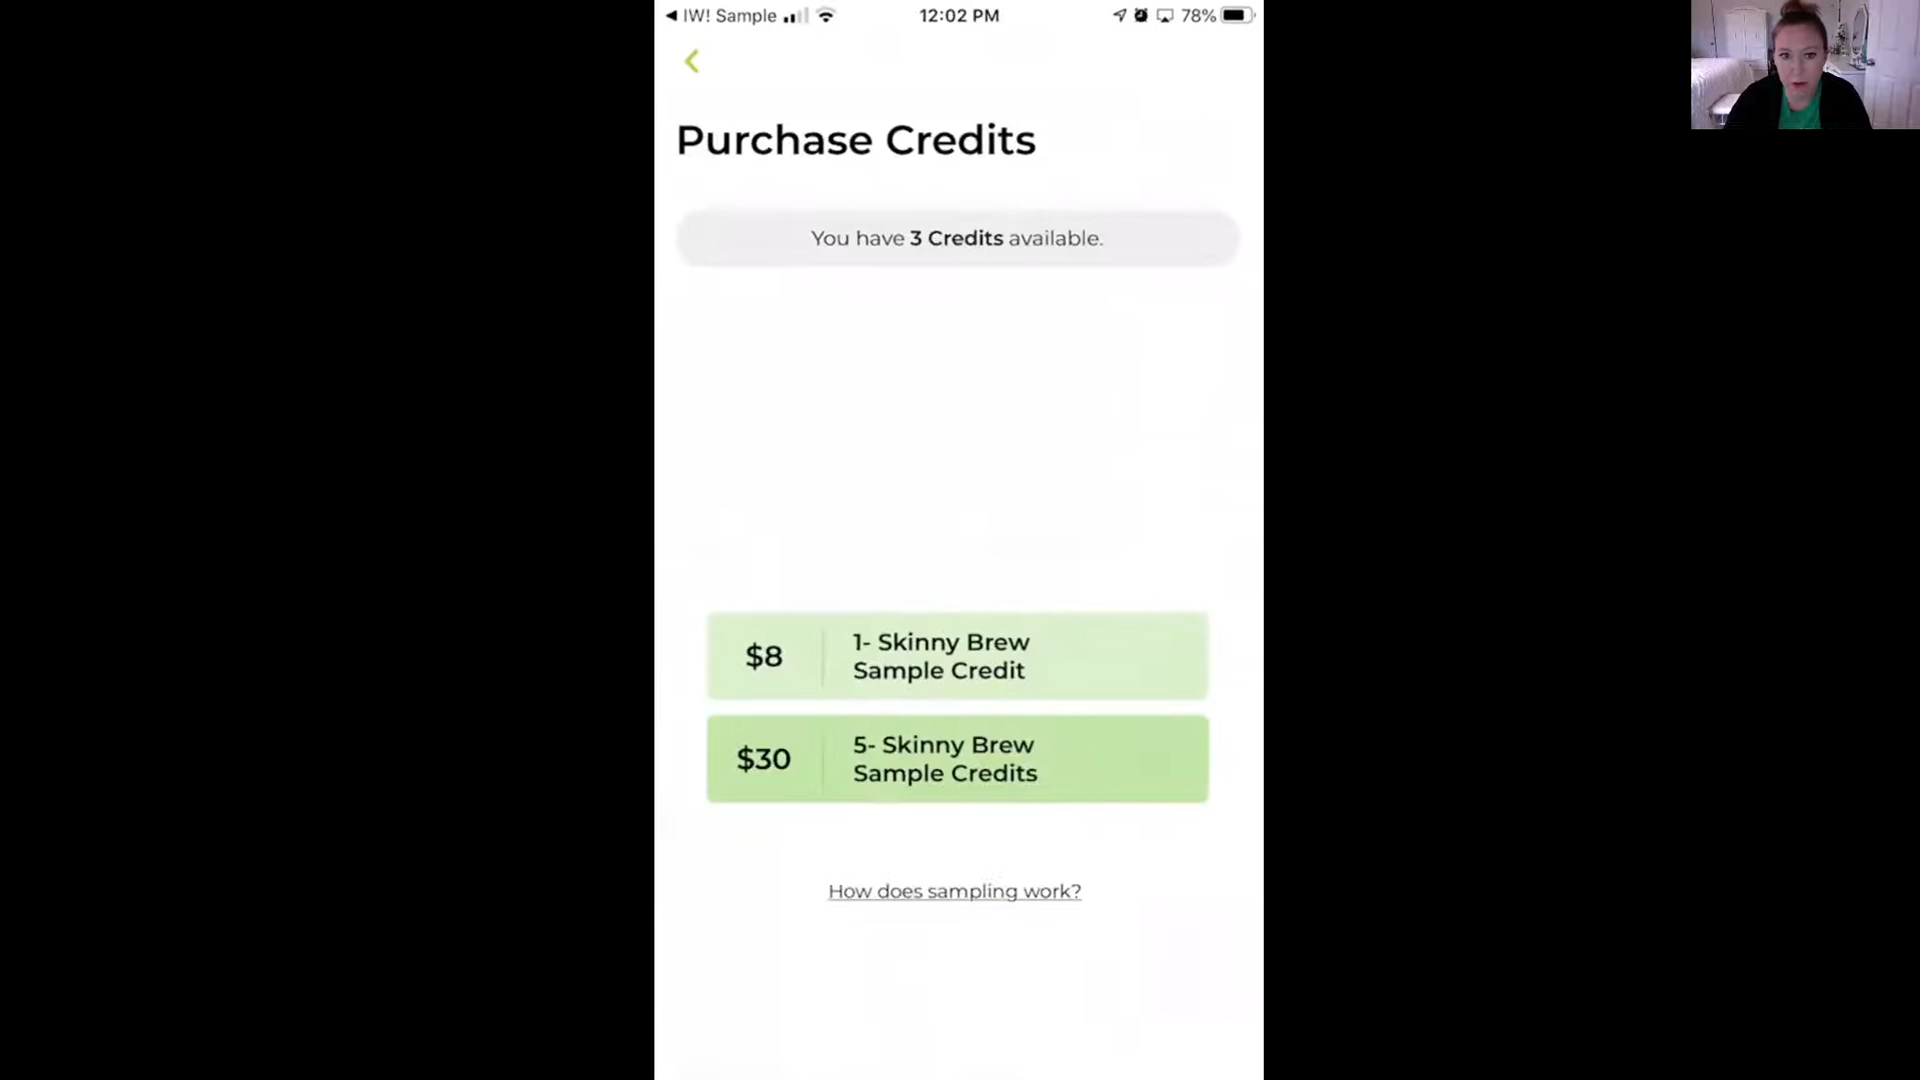 IW! Sample
12:02 PM
78%
Purchase Credits
You have 3 Credits available.
$8
1- Skinny Brew
Sample Credit
$30
5- Skinny Brew
Sample Credits
How does sampling work?